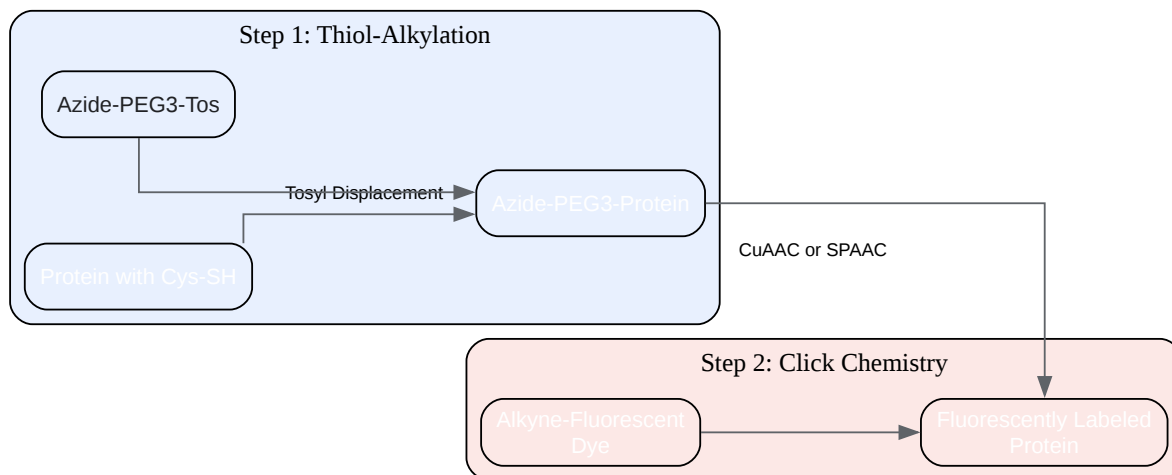 Step 1: Thiol-Alkylation
Azide-PEG3-Tos
Tosyl Displacement
Azide-PEG3-Protein
Protein with Cys-SH
CuAAC or SPAAC
Step 2: Click Chemistry
Alkyne-Fluorescent
Dye
Fluorescently Labeled
Protein